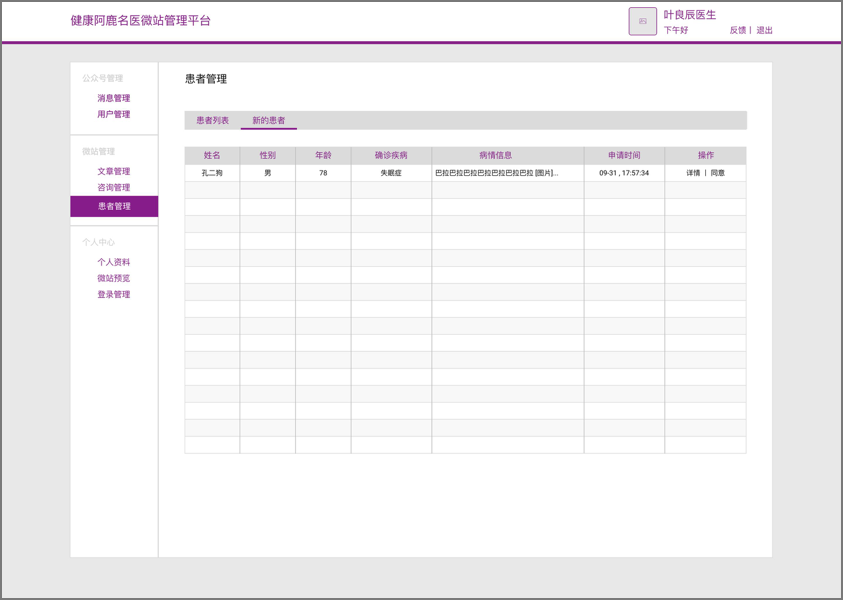 健康阿鹿名医微站管理平台
叶良辰医生
下午好
反馈 | 退出
公众号管理
消息管理
用户管理
微站管理
文章管理
咨询管理
患者管理
个人中心
个人资料
微站预览
登录管理
患者管理
患者列表 新的患者
姓名 性别 年龄 确诊疾病 病情信息 申请时间 操作
孔二狗 男 78 失眠症 巴拉巴拉巴拉巴拉巴拉巴拉巴拉 [图片]... 09-31 , 17:57:34 详情 | 同意